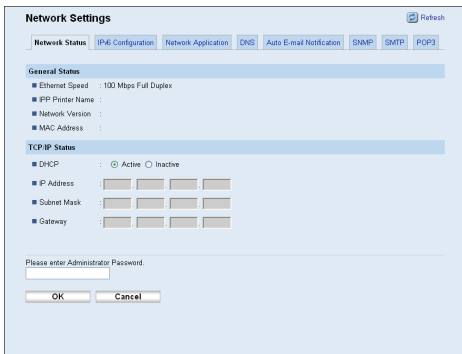 Network Settings
Refresh
Network Status IPv6 Configuration Network Application DNS Auto E-mail Notification SNMP SMTP POP3
General Status
Ethernet Speed : 100 Mbps Full Duplex
IPP Printer Name :
Network Version :
MAC Address :
TCP/IP Status
DHCP : Active Inactive
IP Address : . . .
Subnet Mask : . . .
Gateway : . . .
Please enter Administrator Password.
OK Cancel